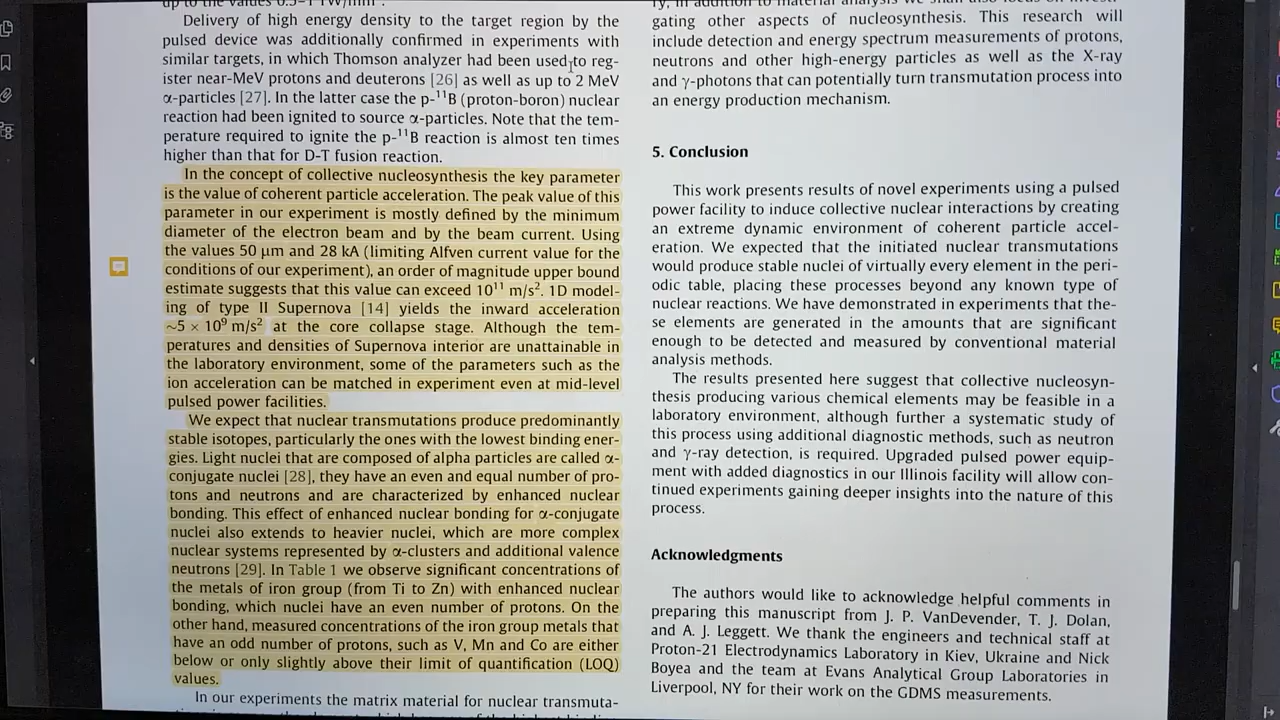 up to the values 0.5–1 TW/mm².
Delivery of high energy density to the target region by the
pulsed device was additionally confirmed in experiments with
similar targets, in which Thomson analyzer had been used to reg-
ister near-MeV protons and deuterons [26] as well as up to 2 MeV
α-particles [27]. In the latter case the p-¹¹B (proton-boron) nuclear
reaction had been ignited to source α-particles. Note that the tem-
perature required to ignite the p-¹¹B reaction is almost ten times
higher than that for D-T fusion reaction.
In the concept of collective nucleosynthesis the key parameter
is the value of coherent particle acceleration. The peak value of this
parameter in our experiment is mostly defined by the minimum
diameter of the electron beam and by the beam current. Using
the values 50 μm and 28 kA (limiting Alfven current value for the
conditions of our experiment), an order of magnitude upper bound
estimate suggests that this value can exceed 10¹¹ m/s². 1D model-
ing of type II Supernova [14] yields the inward acceleration
~5 × 10⁹ m/s² at the core collapse stage. Although the tem-
peratures and densities of Supernova interior are unattainable in
the laboratory environment, some of the parameters such as the
ion acceleration can be matched in experiment even at mid-level
pulsed power facilities.
We expect that nuclear transmutations produce predominantly
stable isotopes, particularly the ones with the lowest binding ener-
gies. Light nuclei that are composed of alpha particles are called α-
conjugate nuclei [28], they have an even and equal number of pro-
tons and neutrons and are characterized by enhanced nuclear
bonding. This effect of enhanced nuclear bonding for α-conjugate
nuclei also extends to heavier nuclei, which are more complex
nuclear systems represented by α-clusters and additional valence
neutrons [29]. In Table 1 we observe significant concentrations of
the metals of iron group (from Ti to Zn) with enhanced nuclear
bonding, which nuclei have an even number of protons. On the
other hand, measured concentrations of the iron group metals that
have an odd number of protons, such as V, Mn and Co are either
below or only slightly above their limit of quantification (LOQ)
values.
In our experiments the matrix material for nuclear transmuta-
ry, in addition to material analysis we shall also focus on investi-
gating other aspects of nucleosynthesis. This research will
include detection and energy spectrum measurements of protons,
neutrons and other high-energy particles as well as the X-ray
and γ-photons that can potentially turn transmutation process into
an energy production mechanism.
5. Conclusion
This work presents results of novel experiments using a pulsed
power facility to induce collective nuclear interactions by creating
an extreme dynamic environment of coherent particle accel-
eration. We expected that the initiated nuclear transmutations
would produce stable nuclei of virtually every element in the peri-
odic table, placing these processes beyond any known type of
nuclear reactions. We have demonstrated in experiments that the-
se elements are generated in the amounts that are significant
enough to be detected and measured by conventional material
analysis methods.
The results presented here suggest that collective nucleosyn-
thesis producing various chemical elements may be feasible in a
laboratory environment, although further a systematic study of
this process using additional diagnostic methods, such as neutron
and γ-ray detection, is required. Upgraded pulsed power equip-
ment with added diagnostics in our Illinois facility will allow con-
tinued experiments gaining deeper insights into the nature of this
process.
Acknowledgments
The authors would like to acknowledge helpful comments in
preparing this manuscript from J. P. VanDevender, T. J. Dolan,
and A. J. Leggett. We thank the engineers and technical staff at
Proton-21 Electrodynamics Laboratory in Kiev, Ukraine and Nick
Boyea and the team at Evans Analytical Group Laboratories in
Liverpool, NY for their work on the GDMS measurements.